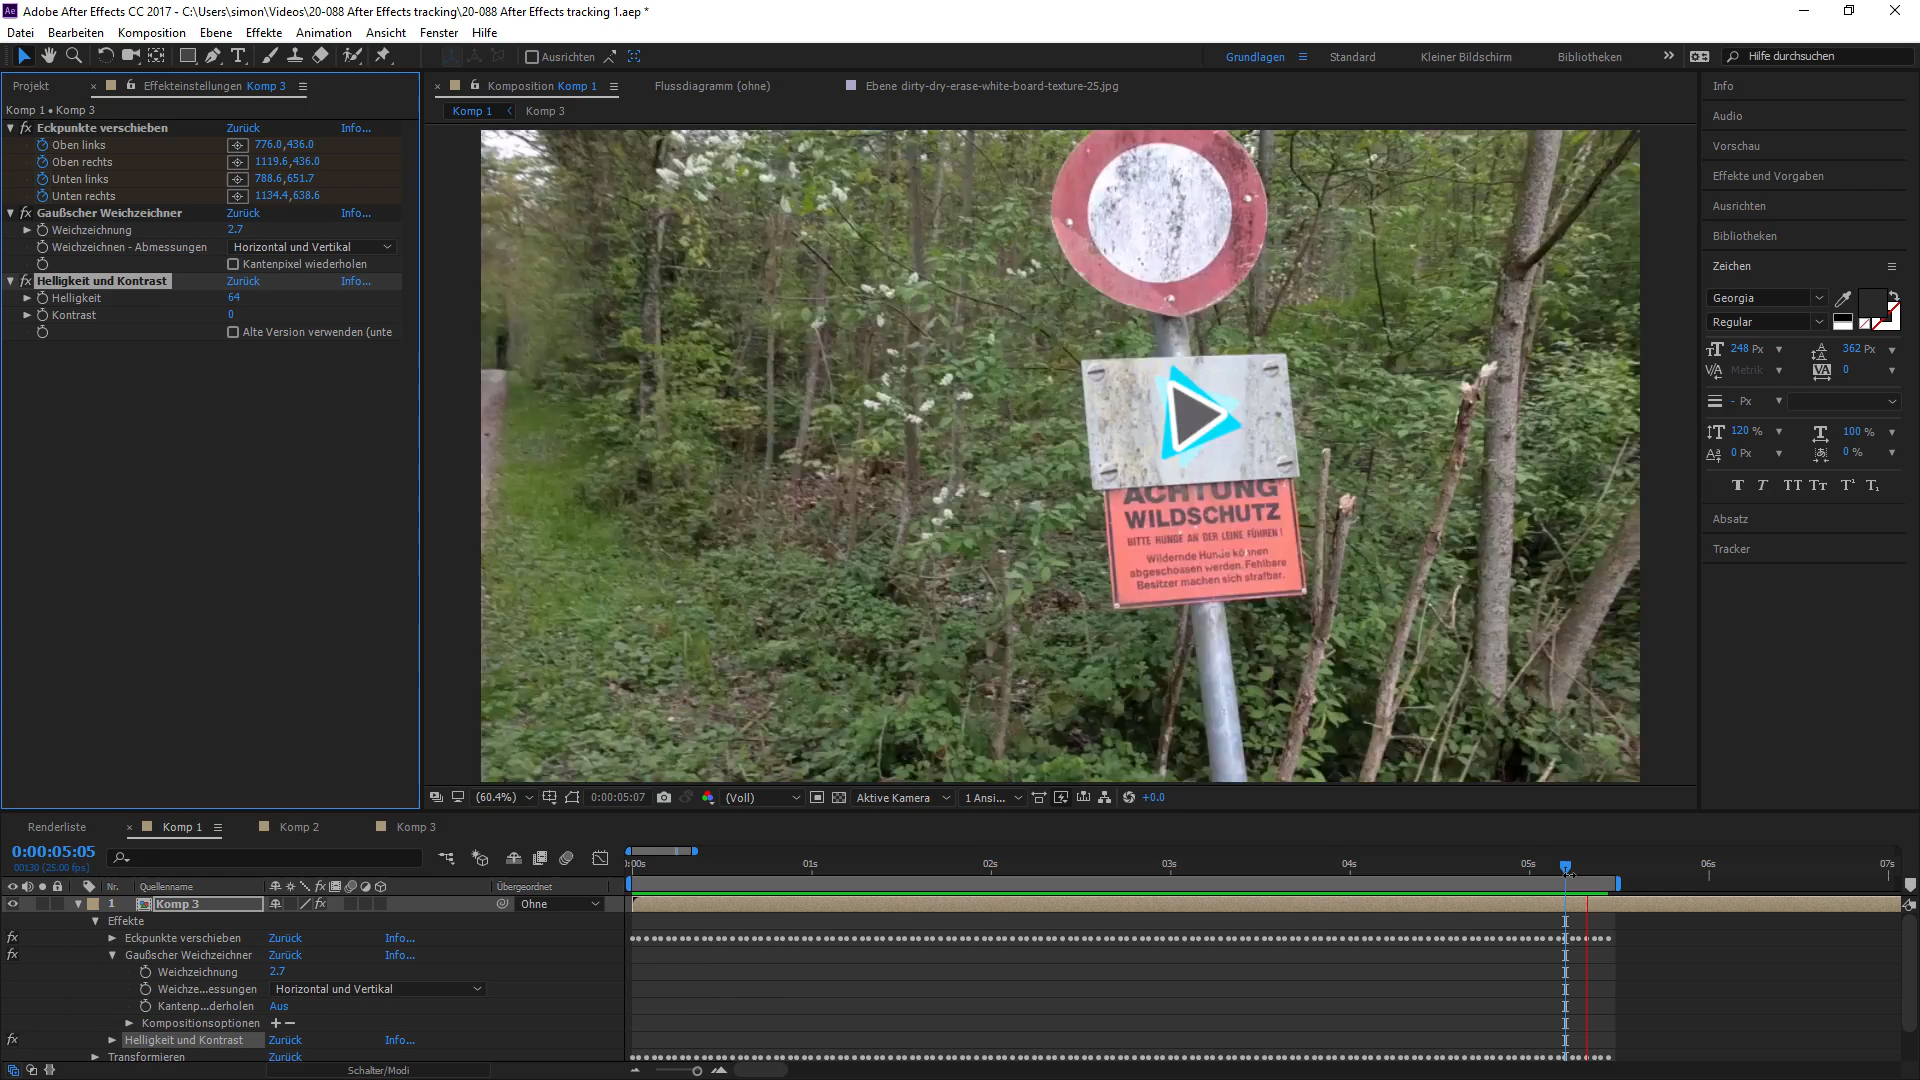 Adobe After Effects CC 2017 - C:\Users\simon\Videos\20-088 After Effects tracking\20-088 After Effects tracking 1.aep *
Datei Bearbeiten Komposition Ebene Effekte Animation Ansicht Fenster Hilfe
Ausrichten Grundlagen Standard Kleiner Bildschirm Bibliotheken Hilfe durchsuchen
Projekt Effekteinstellungen Komp 3
Komp 1 • Komp 3
Eckpunkte verschieben Zurück Info...
Oben links 776.0,436.0
Oben rechts 1119.6,436.0
Unten links 788.6,651.7
Unten rechts 1134.4,638.6
Gaußscher Weichzeichner Zurück Info...
Weichzeichnung 2.7
Weichzeichnen - Abmessungen Horizontal und Vertikal
Kantenpixel wiederholen
Helligkeit und Kontrast Zurück Info...
Helligkeit 64
Kontrast 0
Alte Version verwenden (unte
Komposition Komp 1 Flussdiagramm (ohne) Ebene dirty-dry-erase-white-board-texture-25.jpg
Komp 1 Komp 3
ACHTUNG
WILDSCHUTZ
BITTE HUNDE AN DER LEINE FÜHREN !
Wildernde Hunde können
abgeschossen werden. Fehlbare
Besitzer machen sich strafbar.
(60.4%) 0:00:05:07 (Voll) Aktive Kamera 1 Ansi... +0.0
Info
Audio
Vorschau
Effekte und Vorgaben
Ausrichten
Bibliotheken
Zeichen
Georgia
Regular
248 Px 362 Px
Metrik 0
- Px
120 % 100 %
0 Px 0 %
Absatz
Tracker
Renderliste Komp 1 Komp 2 Komp 3
0:00:05:05
00130 (25.00 fps)
:00s 01s 02s 03s 04s 05s 06s 07s
Nr. Quellenname Übergeordnet
1 Komp 3 Ohne
Effekte
Eckpunkte verschieben Zurück Info...
Gaußscher Weichzeichner Zurück Info...
Weichzeichnung 2.7
Weichze...essungen Horizontal und Vertikal
Kantenp...derholen Aus
Kompositionsoptionen
Helligkeit und Kontrast Zurück Info...
Transformieren Zurück
Schalter/Modi